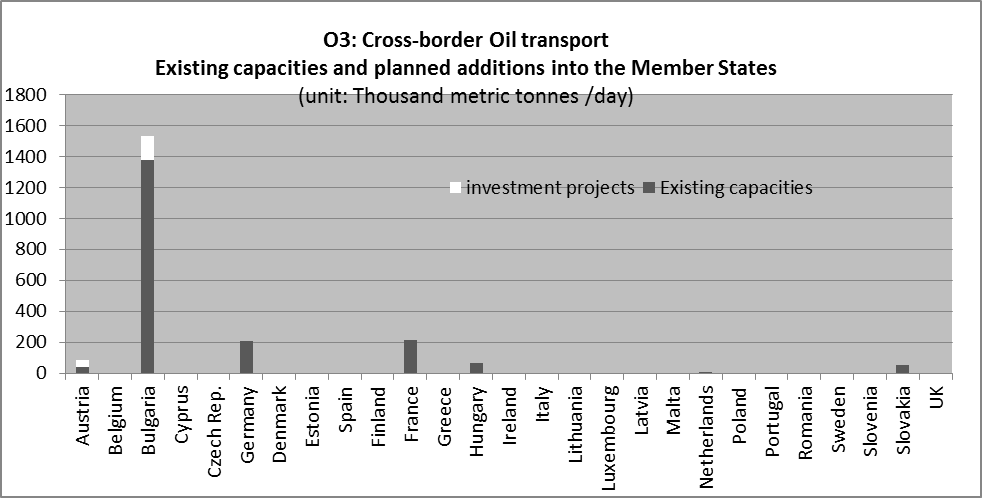 O3: Cross-border Oil transport
Existing capacities and planned additions into the Member States
(unit: Thousand metric tonnes /day)
1800
1600
1400
1200
1000
800
600
400
200
0
investment projects
Existing capacities
Austria
Belgium
Bulgaria
Cyprus
Czech Rep.
Germany
Denmark
Estonia
Spain
Finland
France
Greece
Hungary
Ireland
Italy
Lithuania
Luxembourg
Latvia
Malta
Netherlands
Poland
Portugal
Romania
Sweden
Slovenia
Slovakia
UK